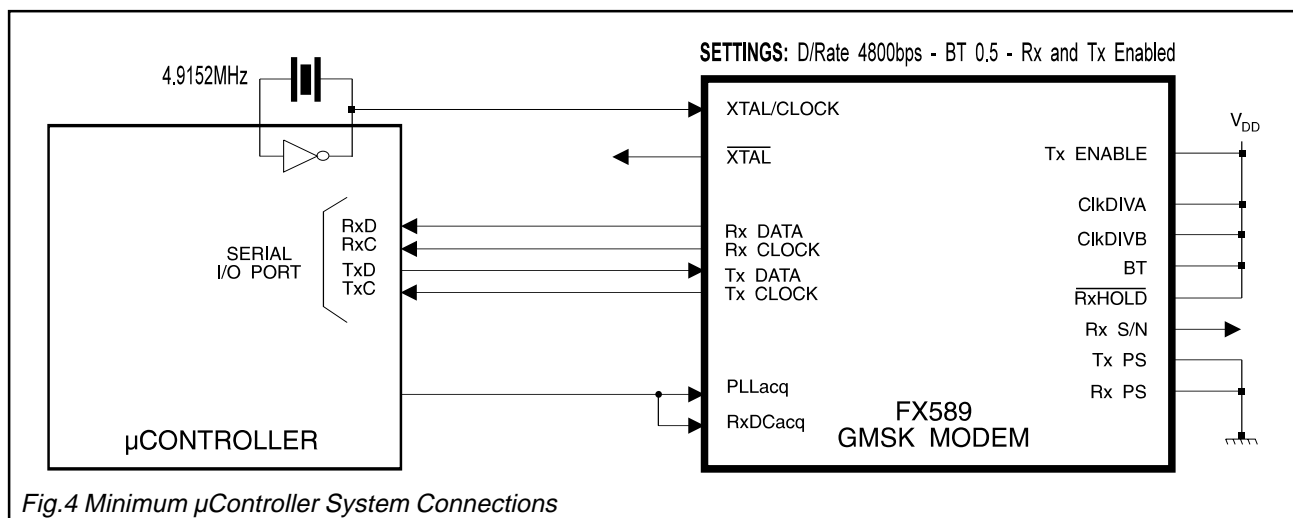 SETTINGS: D/Rate 4800bps - BT 0.5 - Rx and Tx Enabled
4.9152MHz
XTAL/CLOCK
XTAL
VDD
Tx ENABLE
ClkDIVA
ClkDIVB
BT
RxHOLD
Rx S/N
Tx PS
Rx PS
SERIAL
I/O PORT
RxD
RxC
TxD
TxC
Rx DATA
Rx CLOCK
Tx DATA
Tx CLOCK
PLLacq
RxDCacq
µCONTROLLER
FX589
GMSK MODEM
Fig.4 Minimum µController System Connections